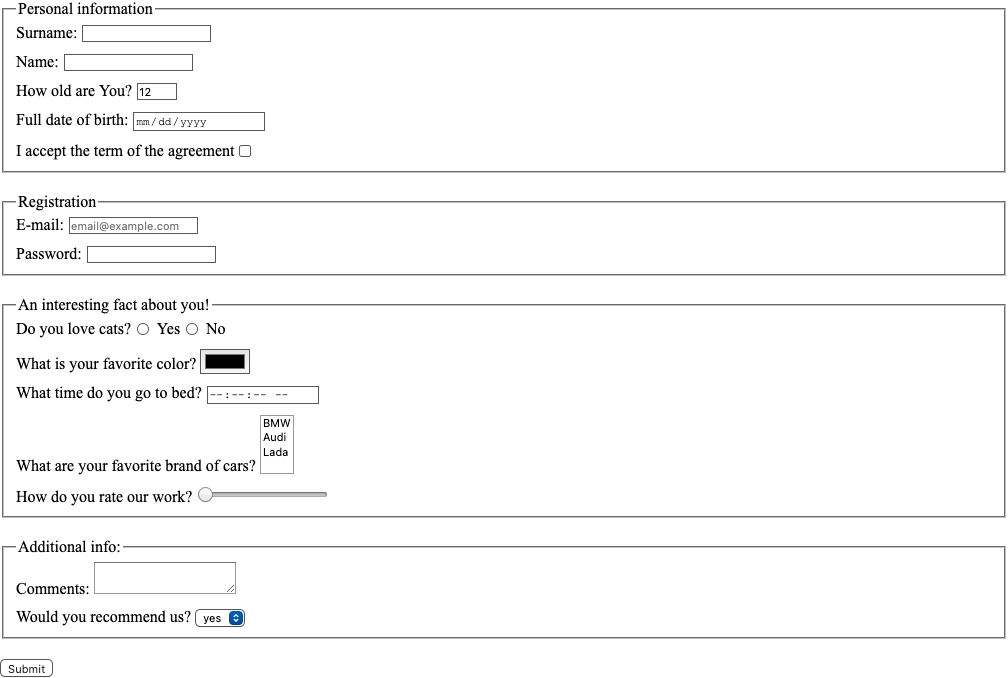 Personal information
Surname:
Name:
How old are You? 12
Full date of birth: mm/dd/yyyy
I accept the term of the agreement
Registration
E-mail: email@example.com
Password:
An interesting fact about you!
Do you love cats? Yes No
What is your favorite color?
What time do you go to bed? --:--:-- --
BMW
Audi
Lada
What are your favorite brand of cars?
How do you rate our work?
Additional info:
Comments:
Would you recommend us? yes
Submit